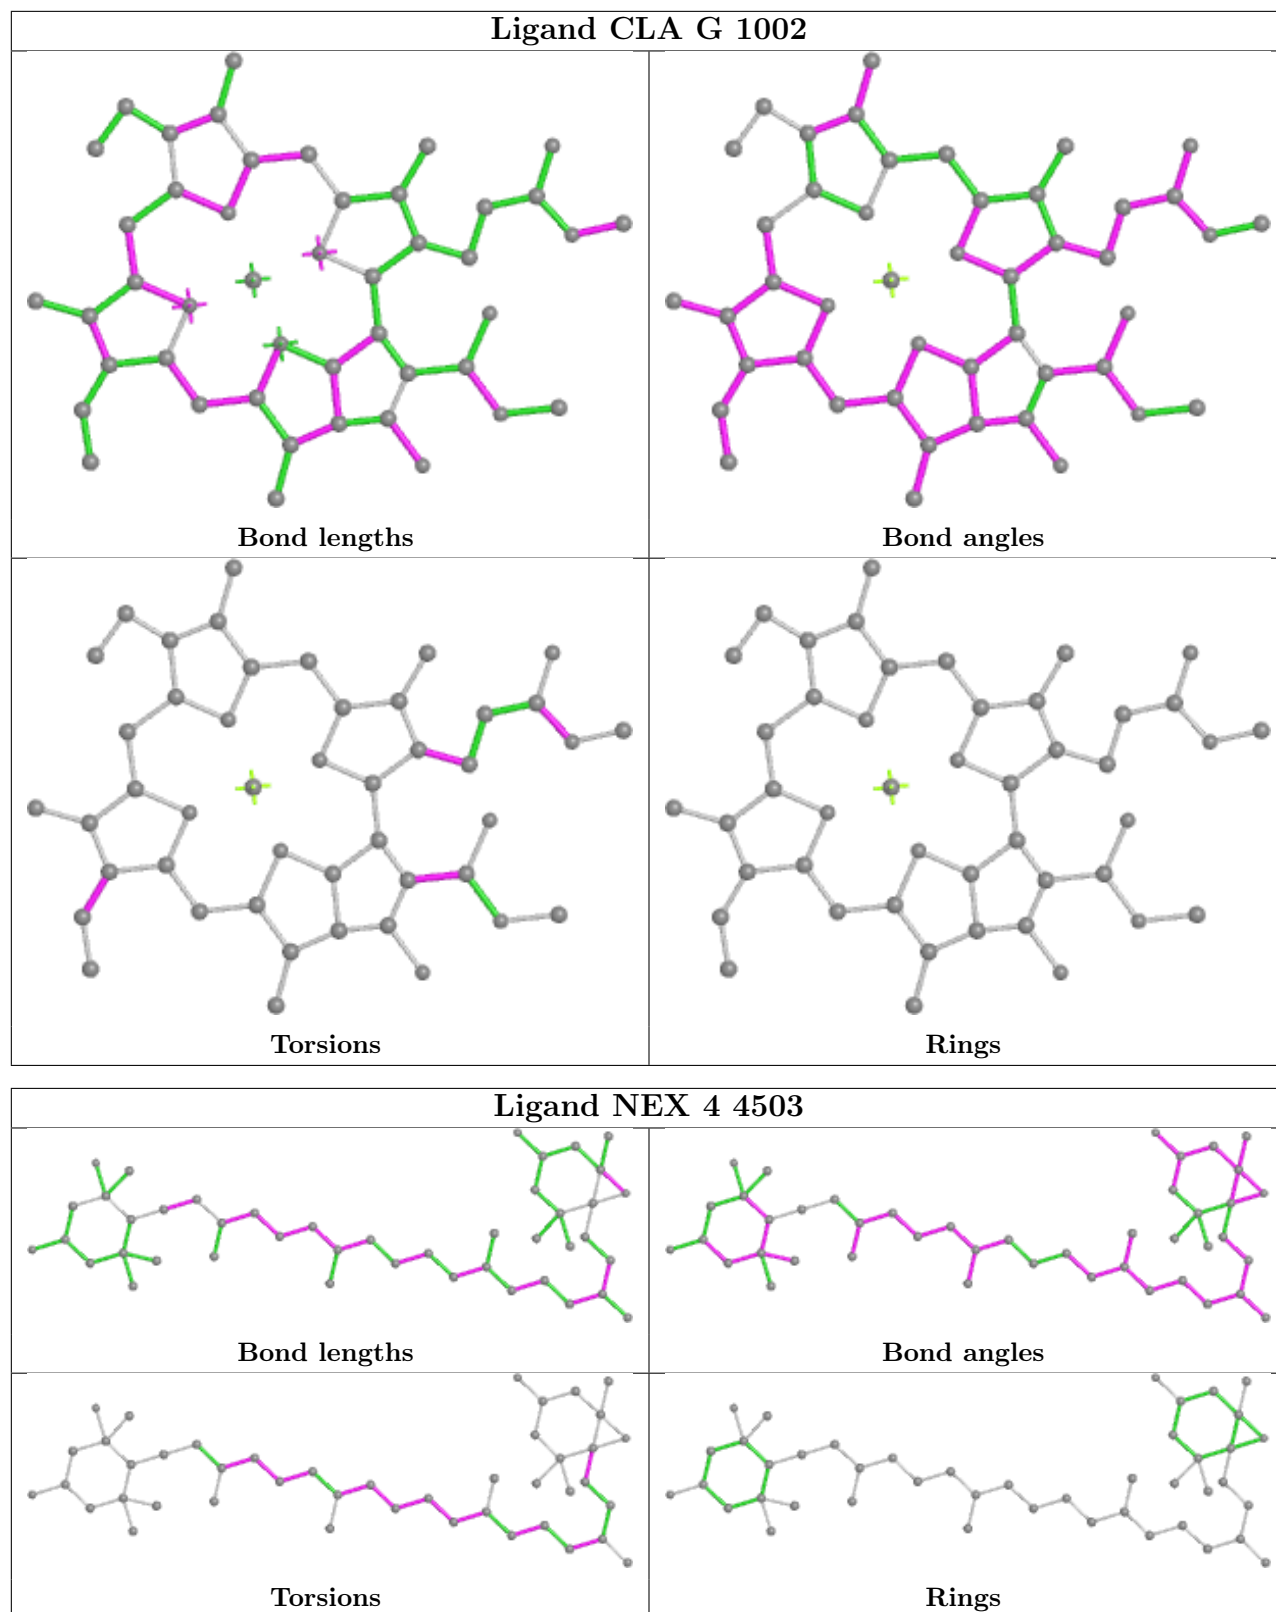 Ligand CLA G 1002
Bond lengths
Bond angles
Torsions
Rings
Ligand NEX 4 4503
Bond lengths
Bond angles
Torsions
Rings